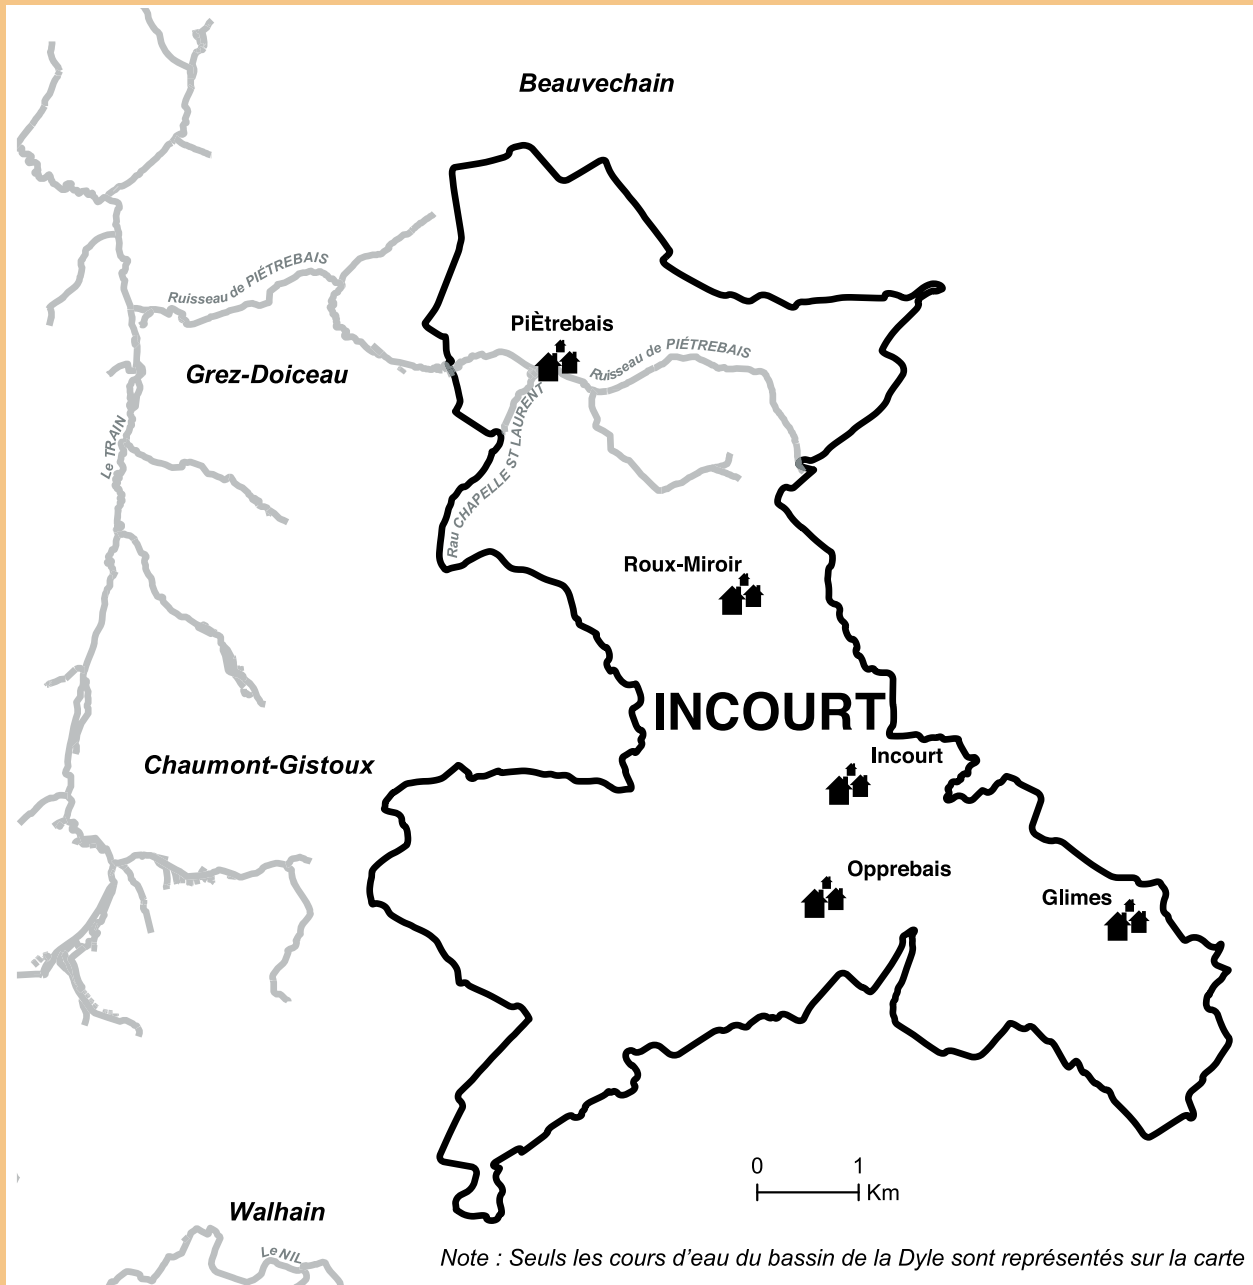 Beauvechain
Ruisseau de PIÉTREBAIS
PiÈtrebais
Ruisseau de PIÉTREBAIS
Grez-Doiceau
Le TRAIN
Rau CHAPELLE ST LAURENT
Roux-Miroir
INCOURT
Incourt
Chaumont-Gistoux
Opprebais
Glimes
0 1
Km
Walhain
Le NIL
Note : Seuls les cours d'eau du bassin de la Dyle sont représentés sur la carte